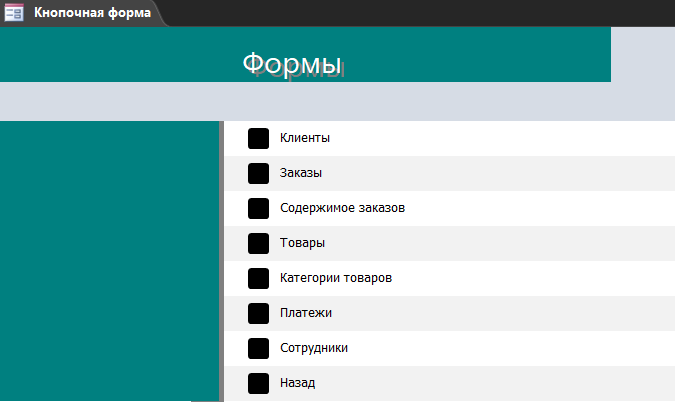 Кнопочная форма
Формы
Клиенты
Заказы
Содержимое заказов
Товары
Категории товаров
Платежи
Сотрудники
Назад